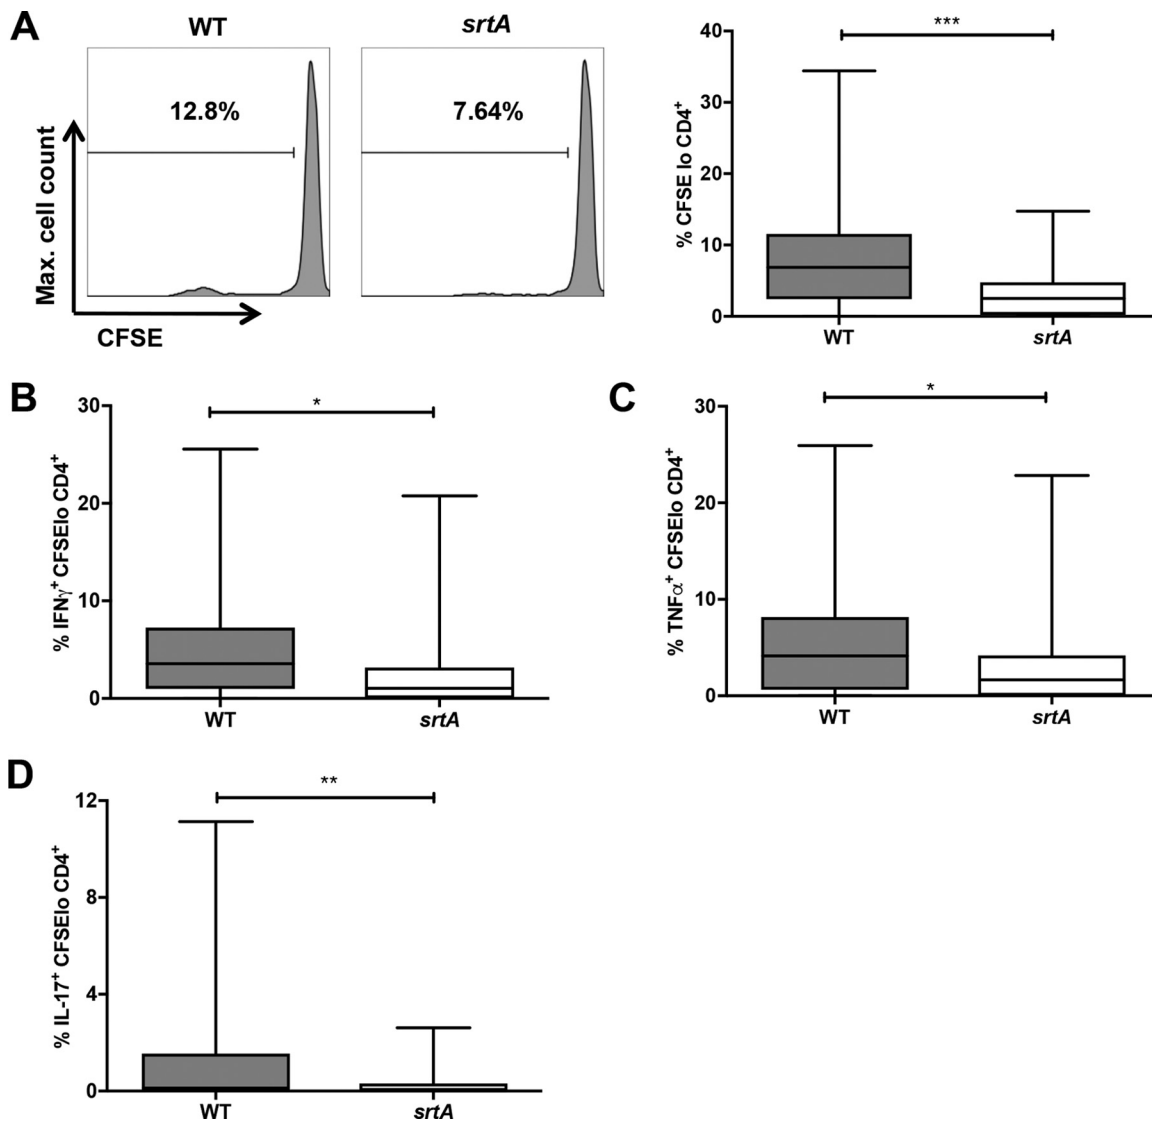 A
WT
srtA
12.8%
7.64%
Max. cell count
CFSE
***
% CFSE lo CD4⁺
40
30
20
10
0
WT
srtA
B
*
% IFNγ⁺ CFSElo CD4⁺
30
20
10
0
WT
srtA
C
*
% TNFα⁺ CFSElo CD4⁺
30
20
10
0
WT
srtA
D
**
% IL-17⁺ CFSElo CD4⁺
12
8
4
0
WT
srtA